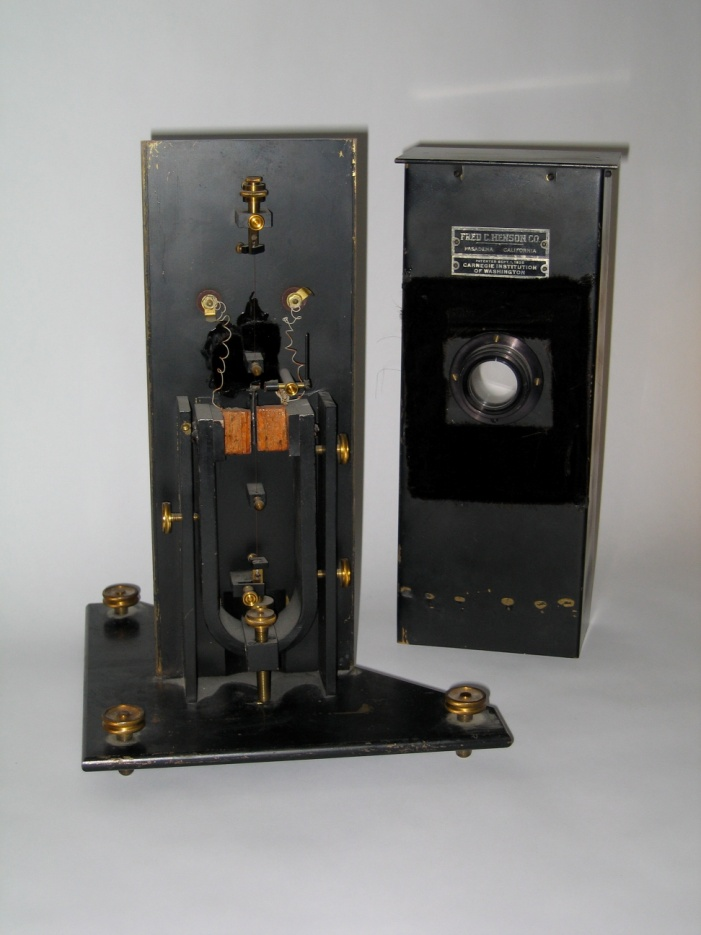 FRED C. HENSON CO.
PASADENA CALIFORNIA
CARNEGIE INSTITUTION
OF WASHINGTON